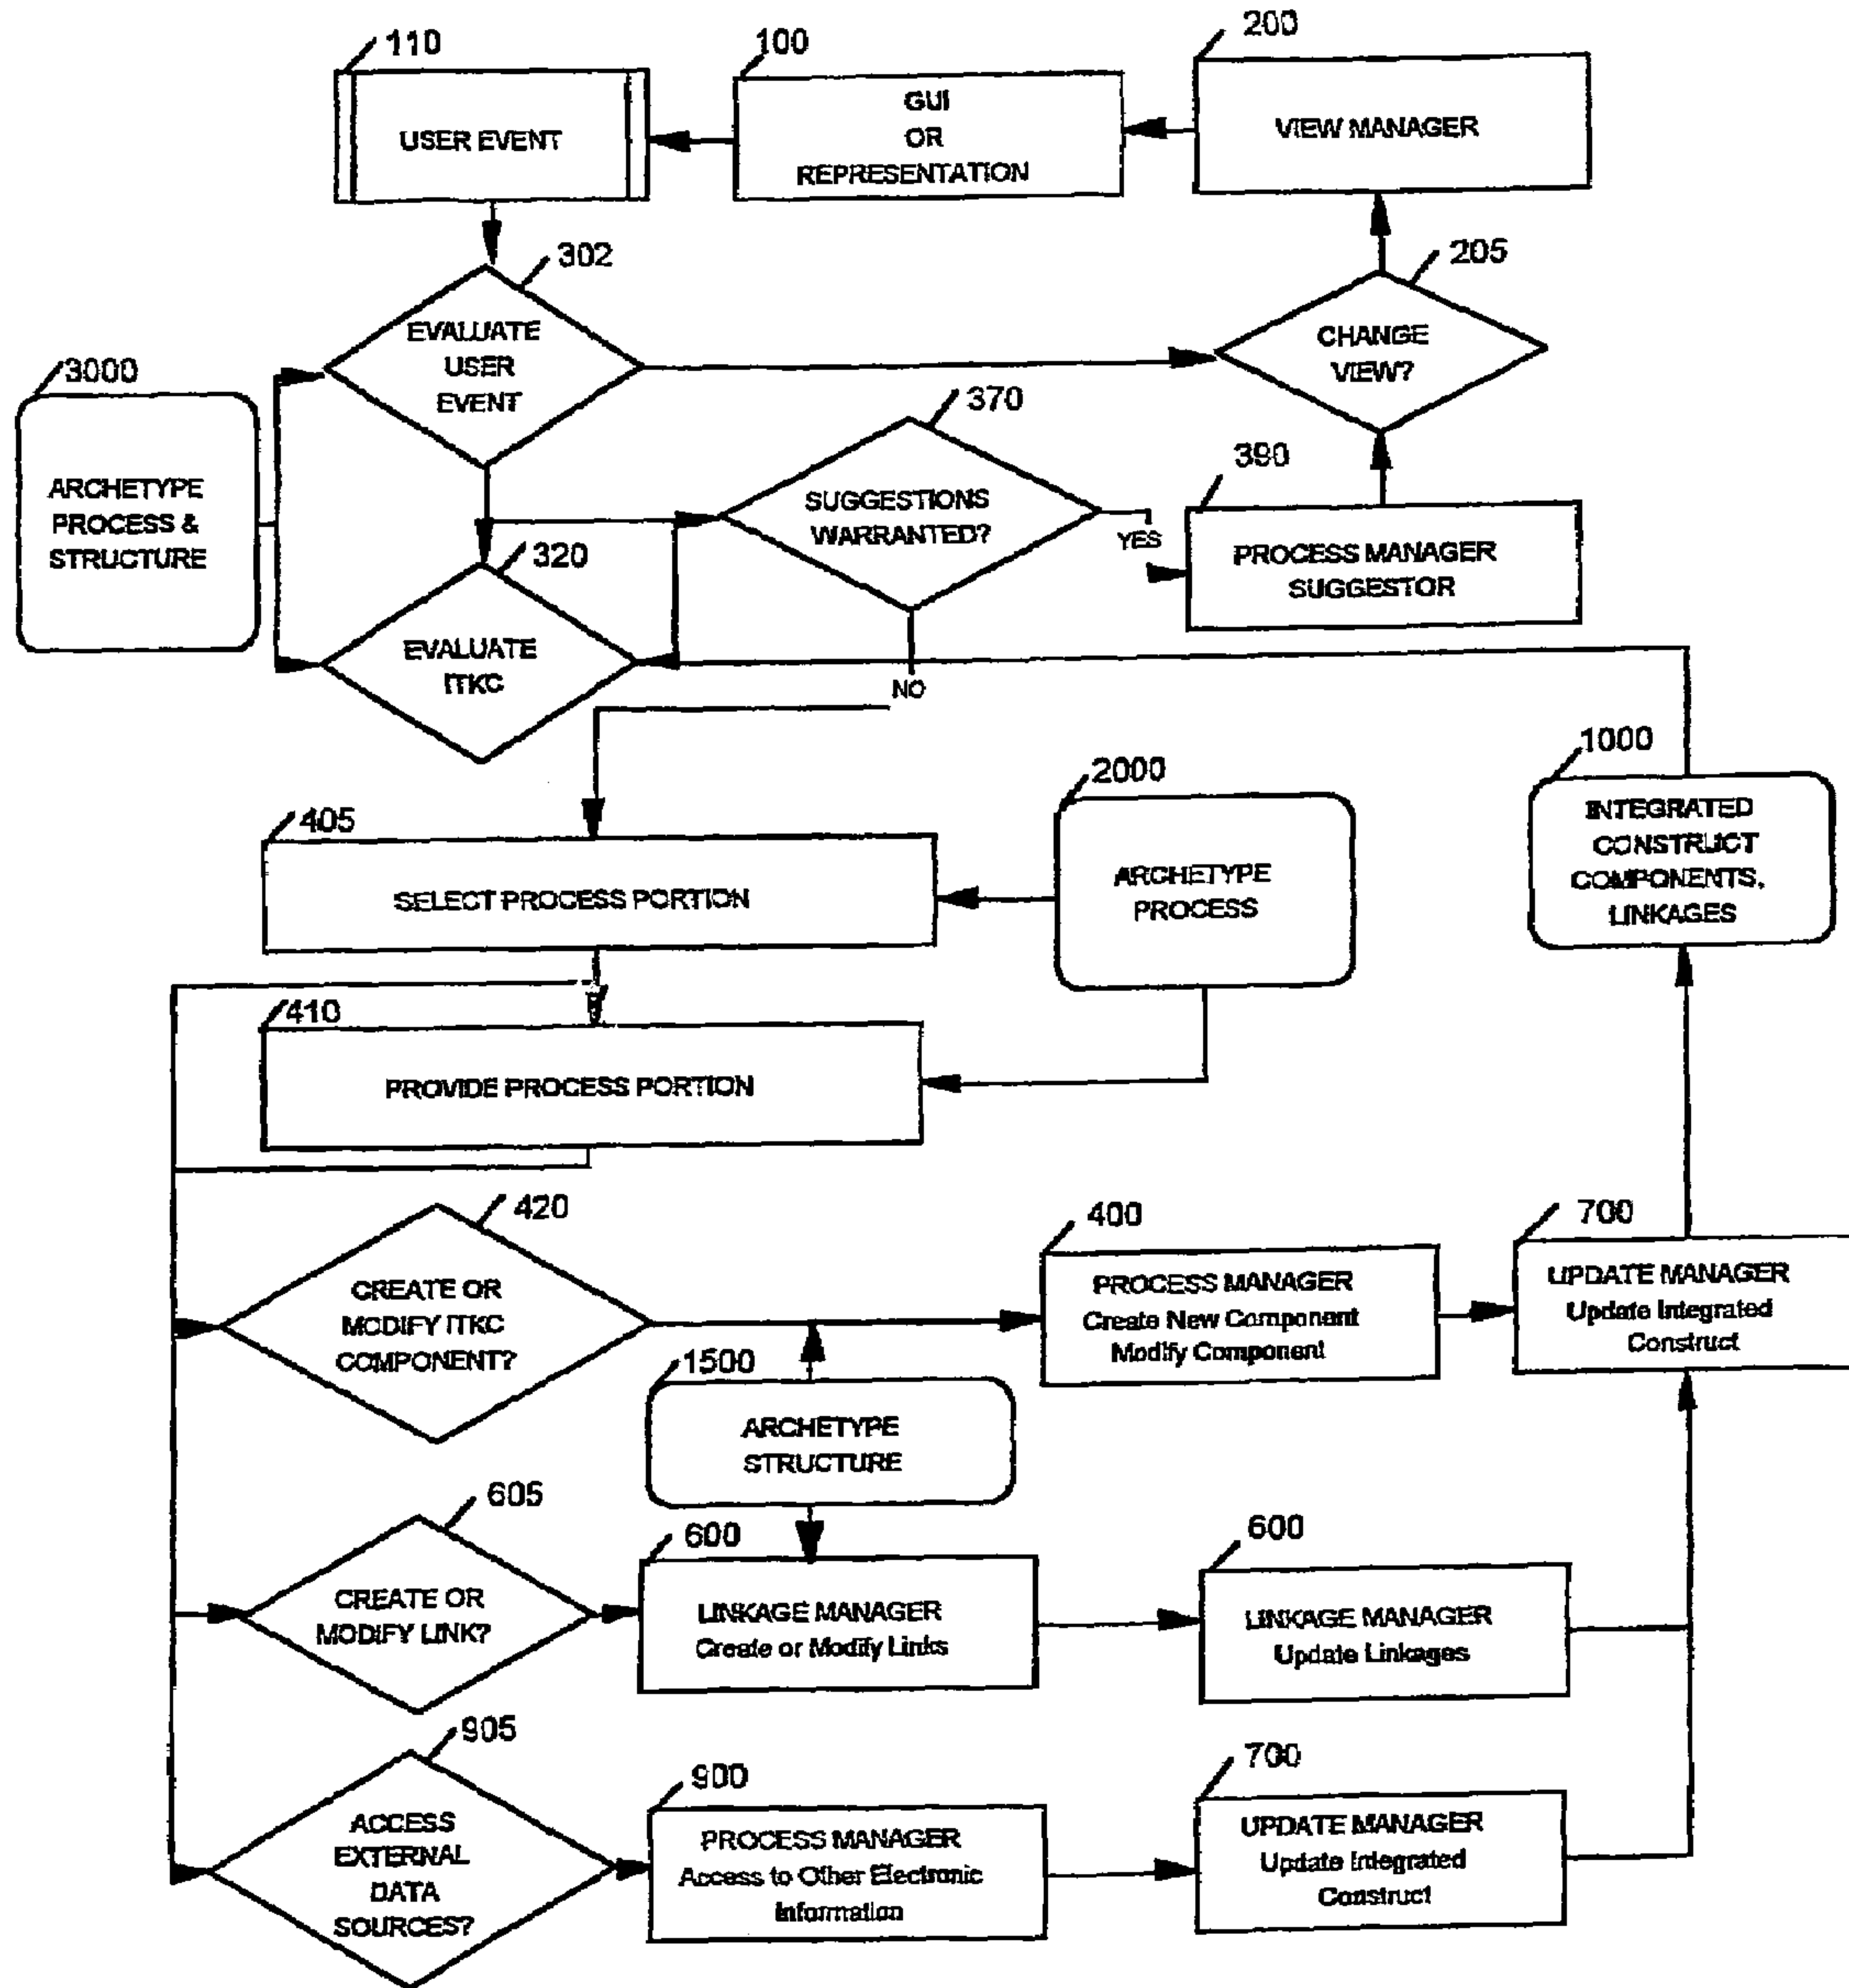 110
100
200
USER EVENT
GUI
OR
REPRESENTATION
VIEW MANAGER
302
205
EVALUATE
USER
EVENT
CHANGE
VIEW?
3000
ARCHETYPE
PROCESS &
STRUCTURE
370
SUGGESTIONS
WARRANTED?
YES
NO
390
PROCESS MANAGER
SUGGESTOR
320
EVALUATE
ITKC
1000
INTEGRATED
CONSTRUCT
COMPONENTS,
LINKAGES
405
SELECT PROCESS PORTION
2000
ARCHETYPE
PROCESS
410
PROVIDE PROCESS PORTION
420
CREATE OR
MODIFY ITKC
COMPONENT?
400
PROCESS MANAGER
Create New Component
Modify Component
700
UPDATE MANAGER
Update Integrated
Construct
1500
ARCHETYPE
STRUCTURE
605
CREATE OR
MODIFY LINK?
600
LINKAGE MANAGER
Create or Modify Links
600
LINKAGE MANAGER
Update Linkages
905
ACCESS
EXTERNAL
DATA
SOURCES?
900
PROCESS MANAGER
Access to Other Electronic
Information
700
UPDATE MANAGER
Update Integrated
Construct